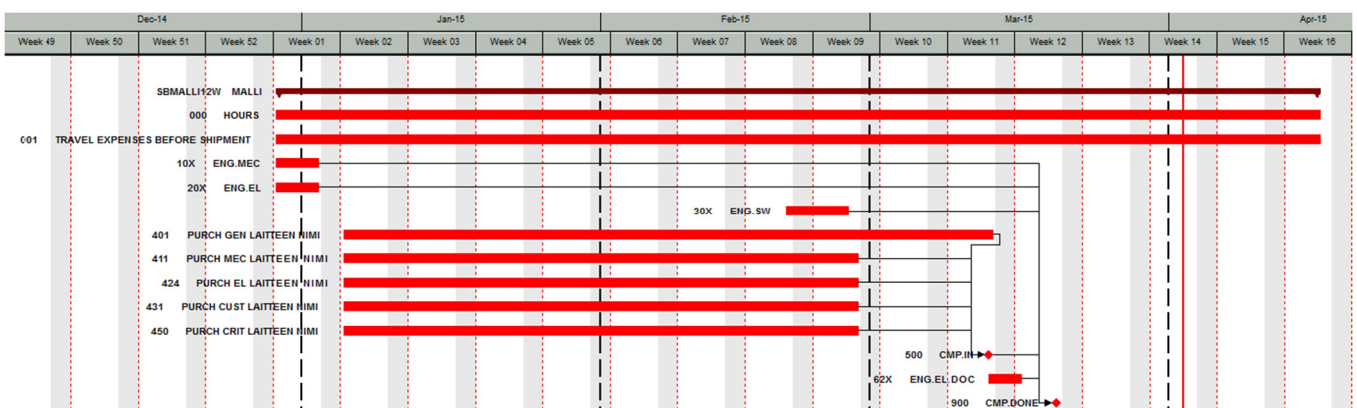 Dec-14 Jan-15 Feb-15 Mar-15 Apr-15
Week 49 Week 50 Week 51 Week 52 Week 01 Week 02 Week 03 Week 04 Week 05 Week 06 Week 07 Week 08 Week 09 Week 10 Week 11 Week 12 Week 13 Week 14 Week 15 Week 16
SBMALLI12W MALLI
000 HOURS
001 TRAVEL EXPENSES BEFORE SHIPMENT
10X ENG.MEC
20X ENG.EL
30X ENG.SW
401 PURCH GEN LAITTEEN NIMI
411 PURCH MEC LAITTEEN NIMI
424 PURCH EL LAITTEEN NIMI
431 PURCH CUST LAITTEEN NIMI
450 PURCH CRIT LAITTEEN NIMI
500 CMP.IN
62X ENG.EL.DOC
900 CMP.DONE